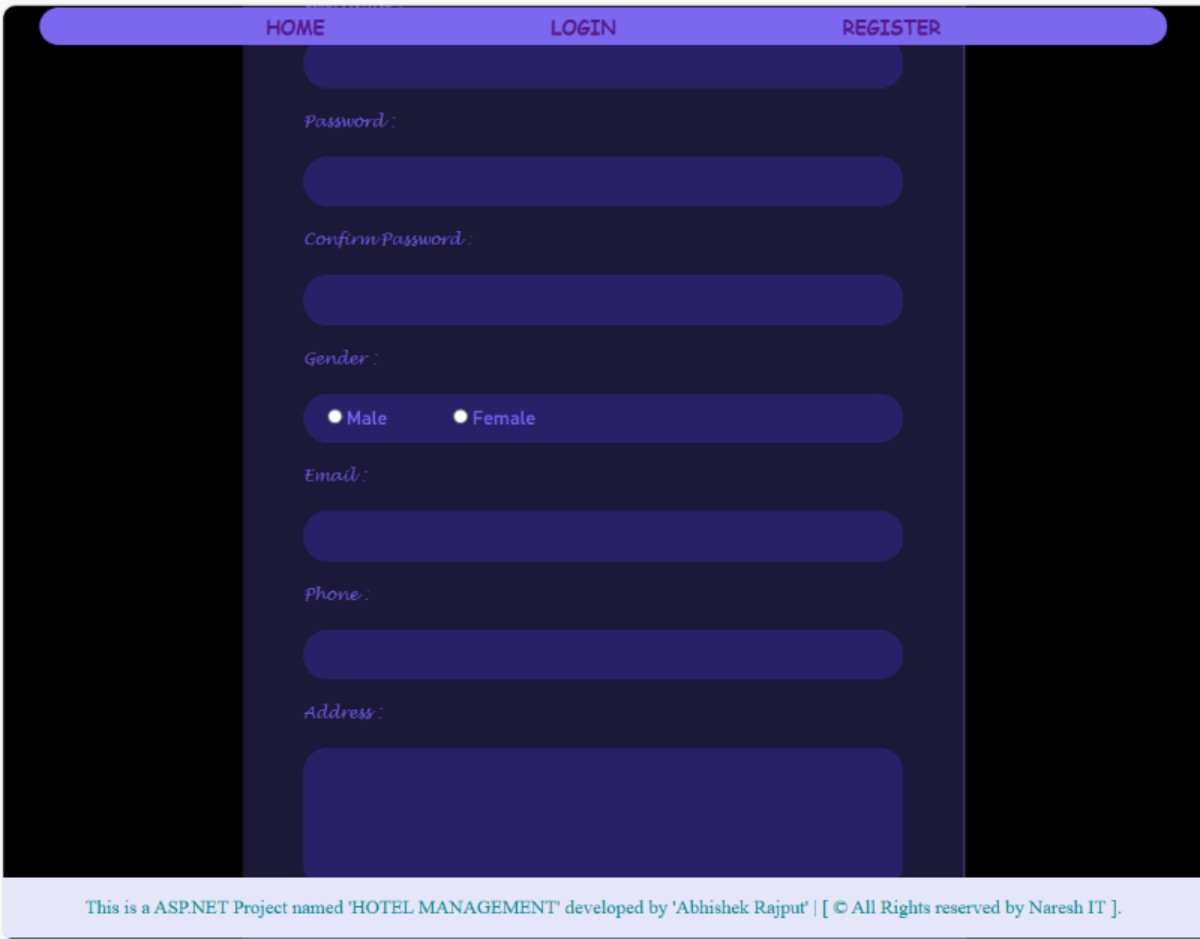 HOME LOGIN REGISTER
Password :
Confirm Password :
Gender :
Male Female
Email :
Phone :
Address :
This is a ASP.NET Project named 'HOTEL MANAGEMENT' developed by 'Abhishek Rajput' | [ © All Rights reserved by Naresh IT ].